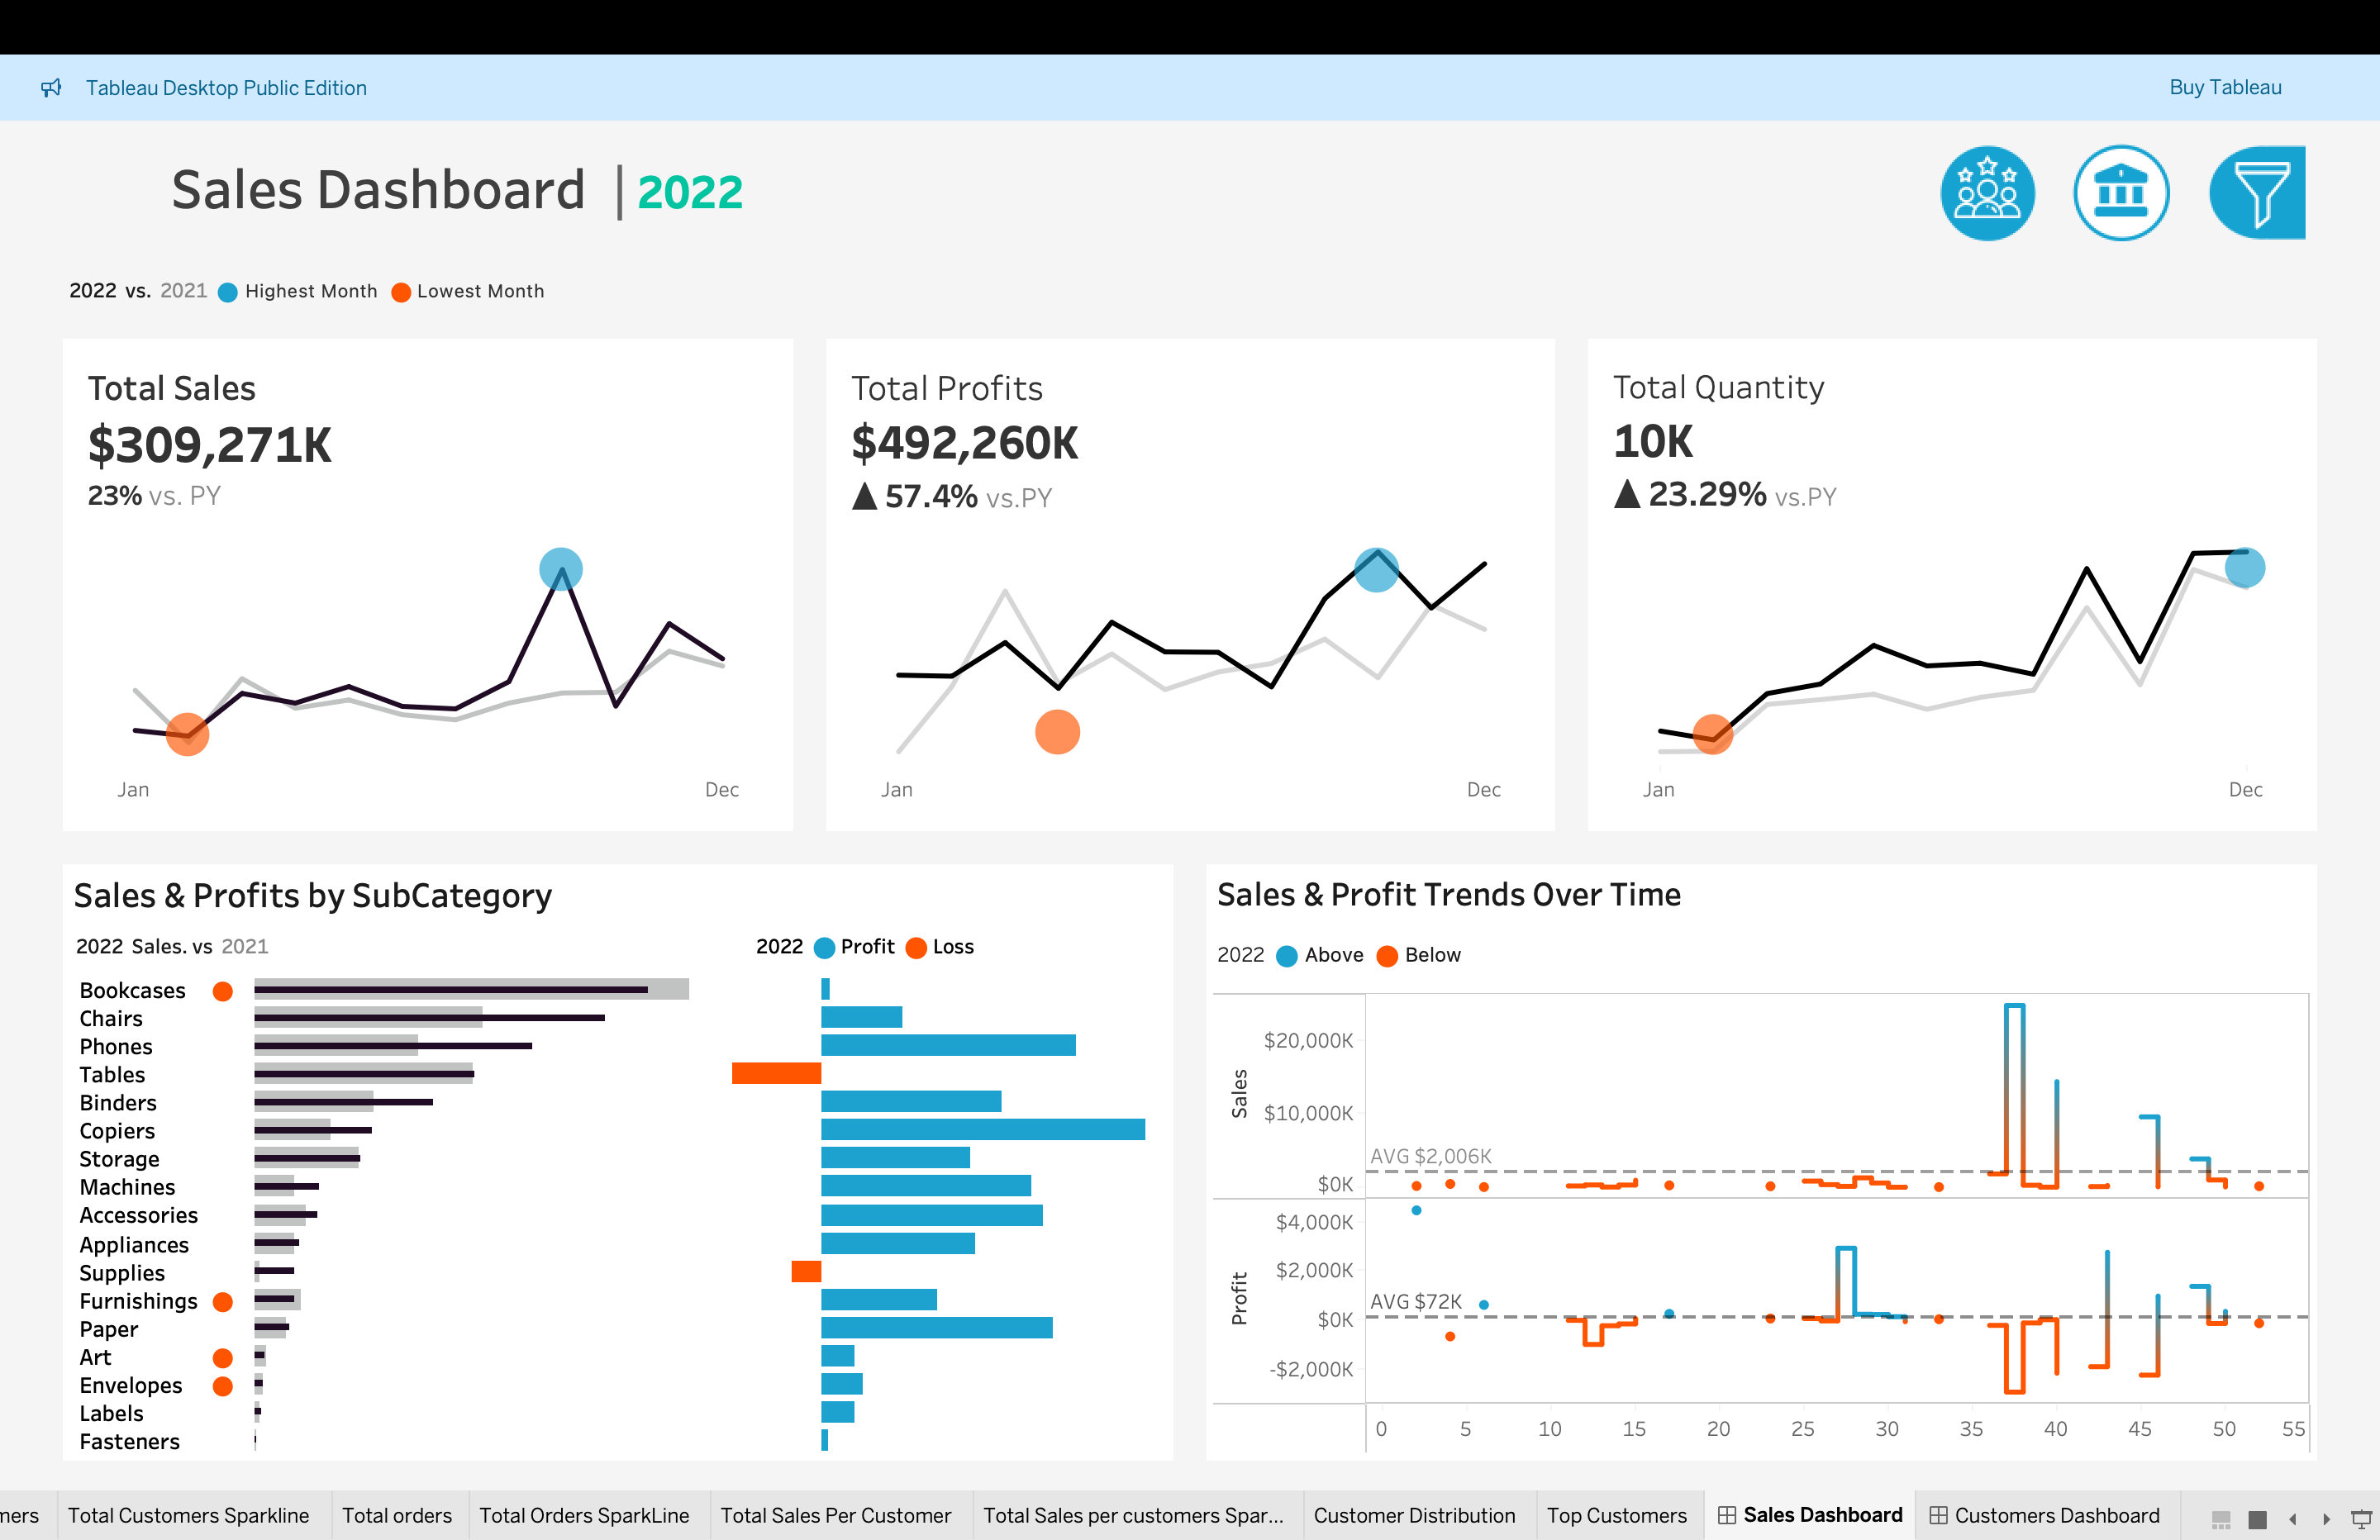 Tableau Desktop Public Edition
Buy Tableau
Sales Dashboard | 2022
2022 vs. 2021 Highest Month Lowest Month
Total Sales
$309,271K
23% vs. PY
Jan Dec
Total Profits
$492,260K
▲ 57.4% vs.PY
Jan Dec
Total Quantity
10K
▲ 23.29% vs.PY
Jan Dec
Sales & Profits by SubCategory
2022 Sales. vs 2021
2022 Profit Loss
Bookcases
Chairs
Phones
Tables
Binders
Copiers
Storage
Machines
Accessories
Appliances
Supplies
Furnishings
Paper
Art
Envelopes
Labels
Fasteners
Sales & Profit Trends Over Time
2022 Above Below
Sales
$20,000K
$10,000K
AVG $2,006K
$0K
Profit
$4,000K
$2,000K
AVG $72K
$0K
-$2,000K
0 5 10 15 20 25 30 35 40 45 50 55
mers Total Customers Sparkline Total orders Total Orders SparkLine Total Sales Per Customer Total Sales per customers Spar... Customer Distribution Top Customers Sales Dashboard Customers Dashboard